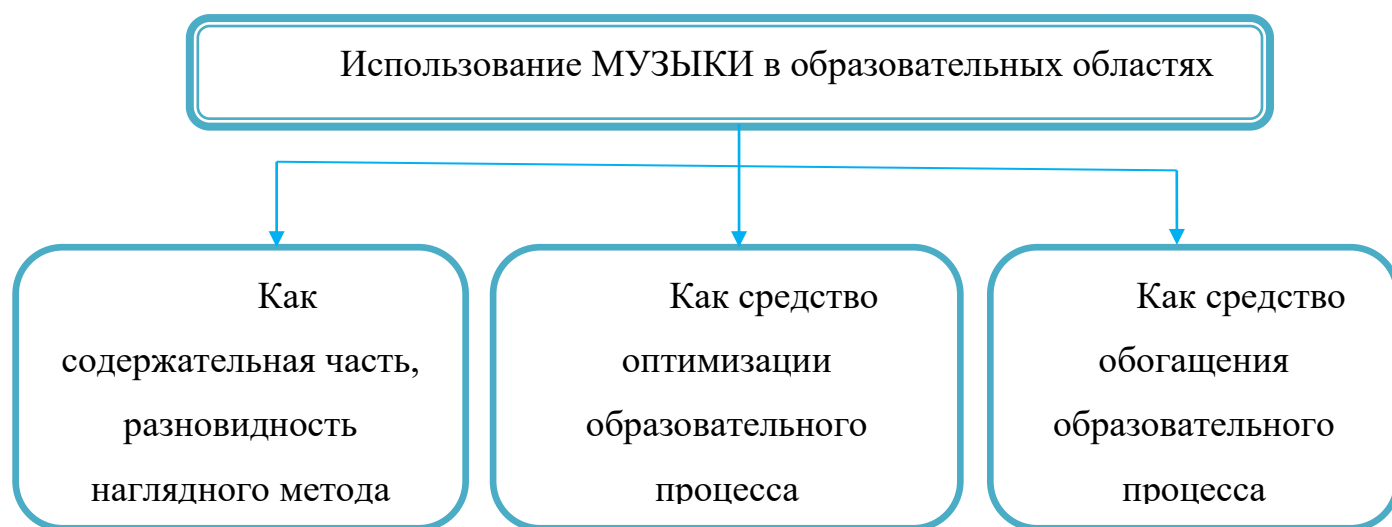 Использование МУЗЫКИ в образовательных областях
Как
содержательная часть,
разновидность
наглядного метода
Как средство
оптимизации
образовательного
процесса
Как средство
обогащения
образовательного
процесса